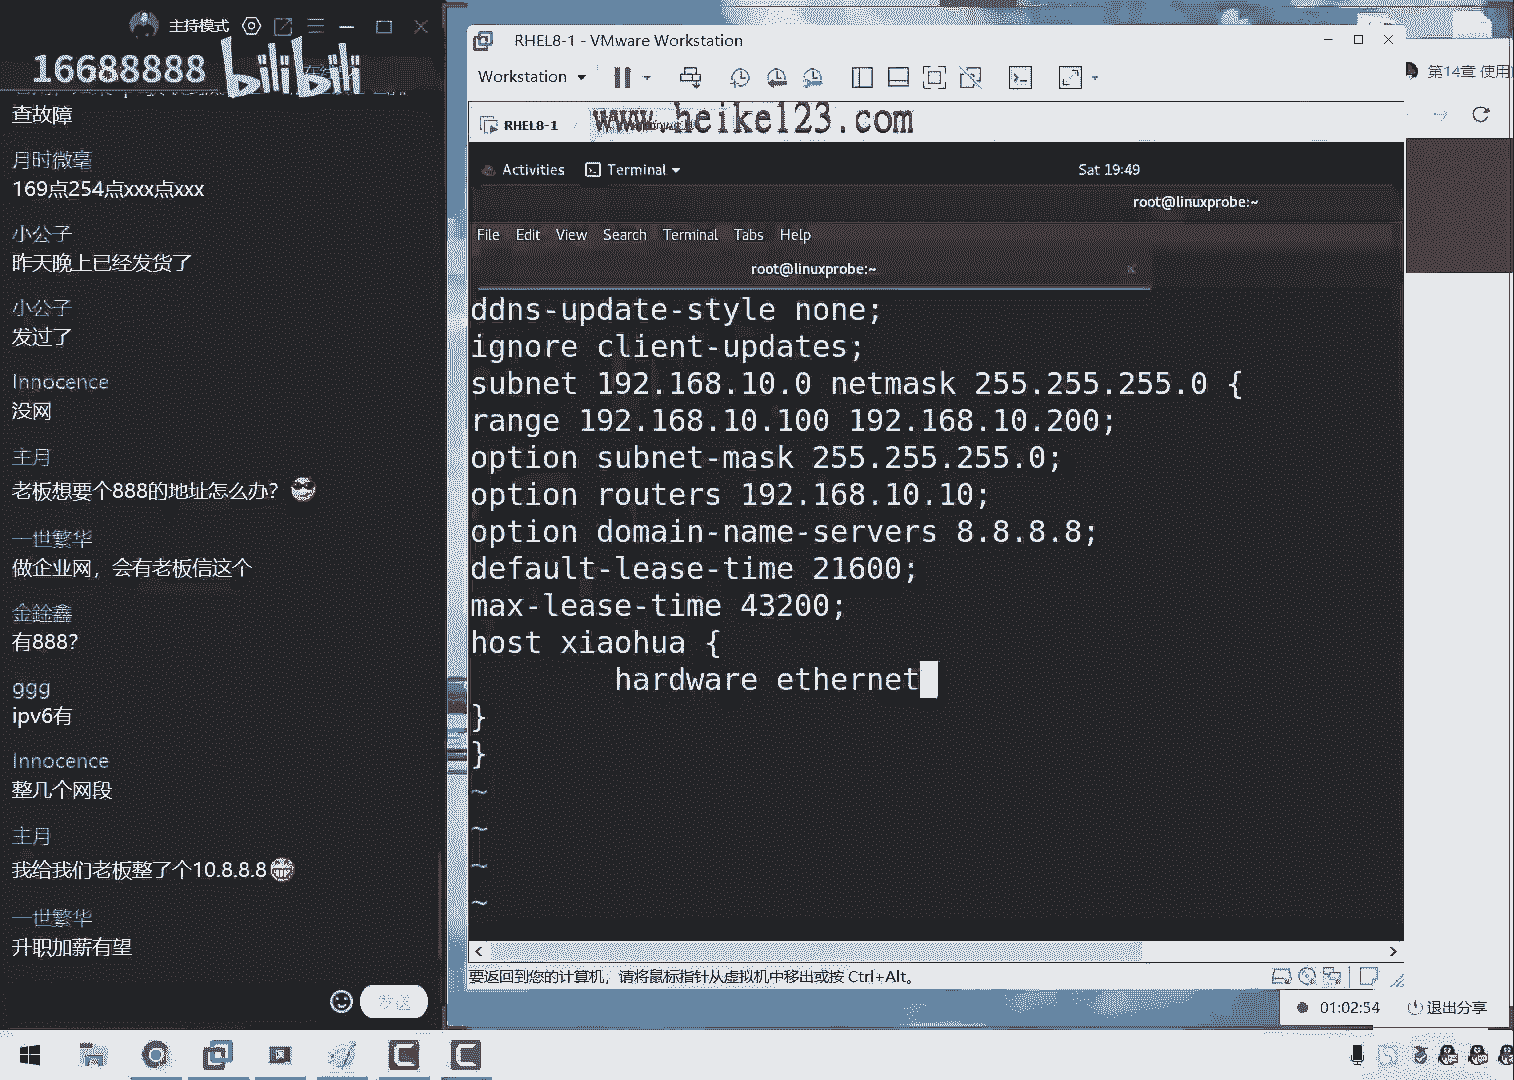 主持模式
16688888 bilibili
查故障
月时微毫
169点254点xxx点xxx
小公子
昨天晚上已经发货了
小公子
发过了
Innocence
没网
主月
老板想要个888的地址怎么办?
一世繁华
做企业网，会有老板信这个
金銓鑫
有888?
ggg
ipv6有
Innocence
整几个网段
主月
我给我们老板整了个10.8.8.8
一世繁华
升职加薪有望
发送
RHEL8-1 - VMware Workstation
Workstation
RHEL8-1
www.heike123.com
第14章 使用
Activities
Terminal
Sat 19:49
root@linuxprobe:~
File Edit View Search Terminal Tabs Help
root@linuxprobe:~
ddns-update-style none;
ignore client-updates;
subnet 192.168.10.0 netmask 255.255.255.0 {
range 192.168.10.100 192.168.10.200;
option subnet-mask 255.255.255.0;
option routers 192.168.10.10;
option domain-name-servers 8.8.8.8;
default-lease-time 21600;
max-lease-time 43200;
host xiaohua {
hardware ethernet
}
}
~
~
~
~
要返回到您的计算机，请将鼠标指针从虚拟机中移出或按 Ctrl+Alt。
01:02:54
退出分享